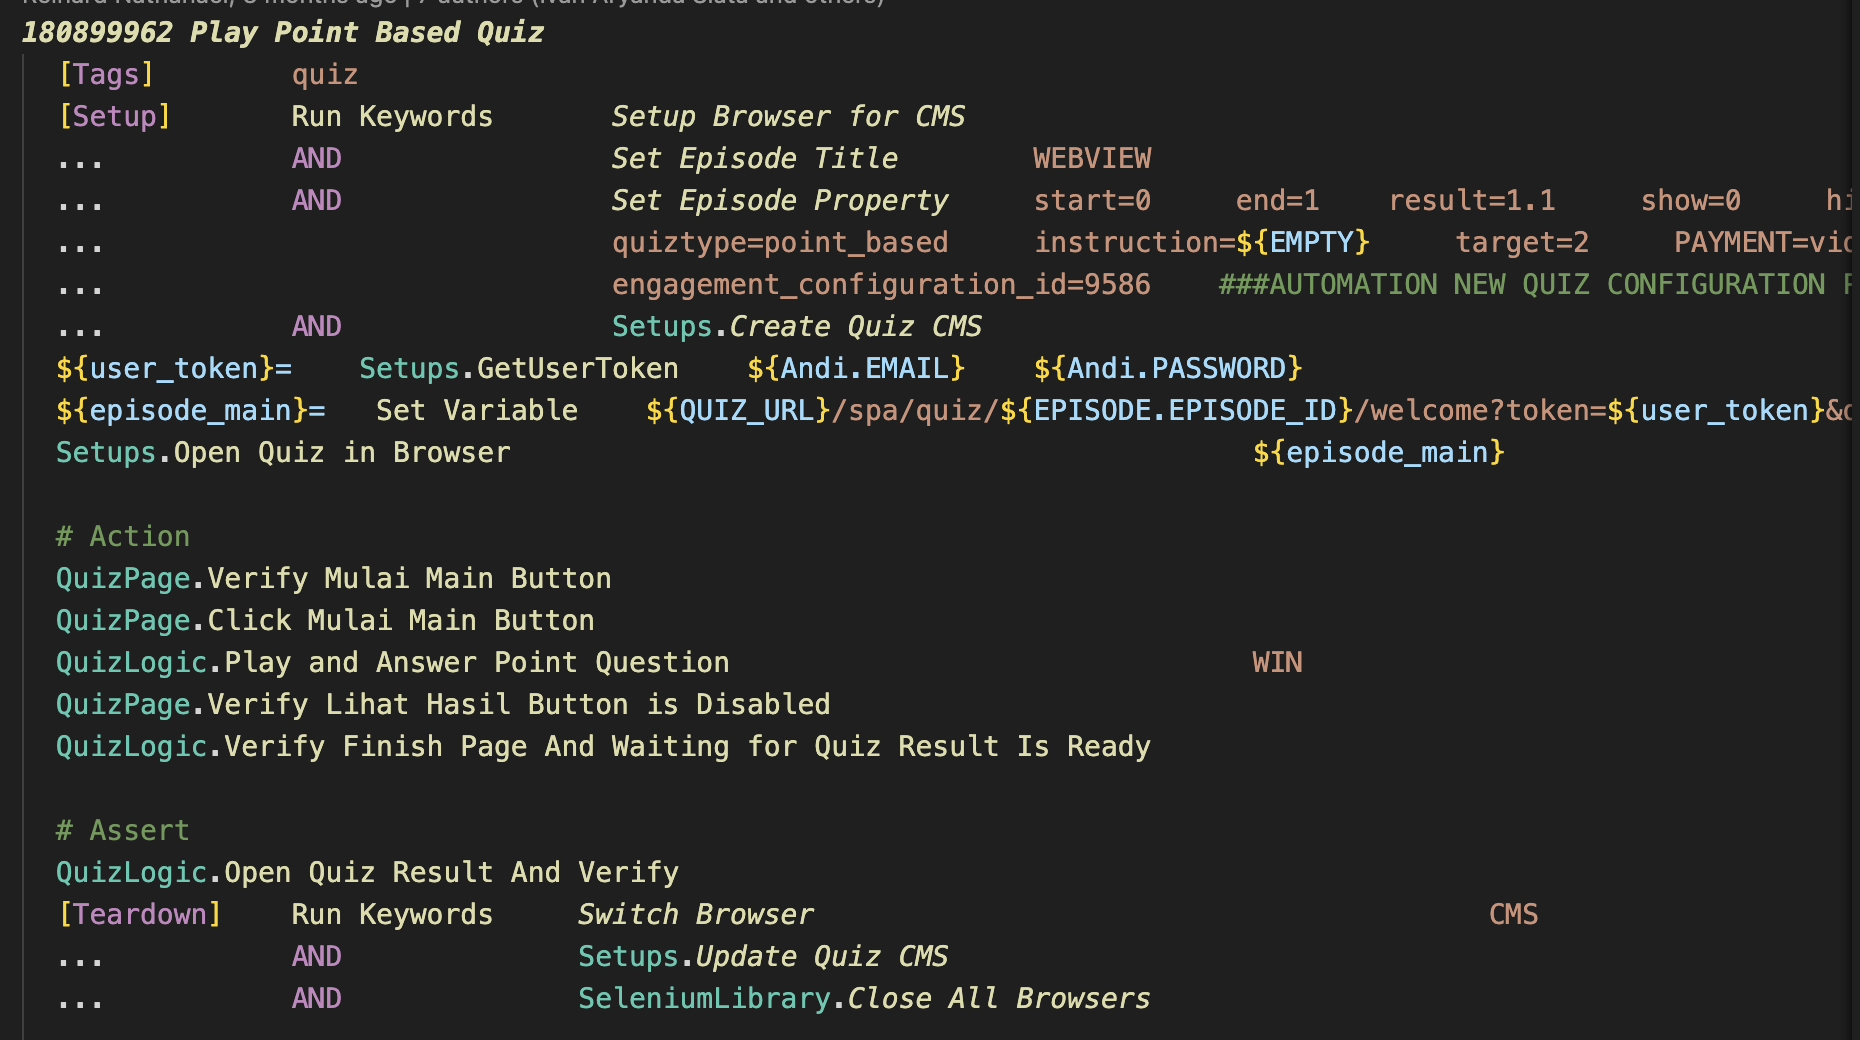 180899962 Play Point Based Quiz
[Tags] quiz
[Setup] Run Keywords Setup Browser for CMS
... AND Set Episode Title WEBVIEW
... AND Set Episode Property start=0 end=1 result=1.1 show=0
... quiztype=point_based instruction=${EMPTY} target=2
... engagement_configuration_id=9586 ###AUTOMATION NEW QUIZ CONFIGURATION
... AND Setups.Create Quiz CMS
${user_token}= Setups.GetUserToken ${Andi.EMAIL} ${Andi.PASSWORD}
${episode_main}= Set Variable ${QUIZ_URL}/spa/quiz/${EPISODE.EPISODE_ID}/welcome?token=${user_token}&
Setups.Open Quiz in Browser ${episode_main}
# Action
QuizPage.Verify Mulai Main Button
QuizPage.Click Mulai Main Button
QuizLogic.Play and Answer Point Question WIN
QuizPage.Verify Lihat Hasil Button is Disabled
QuizLogic.Verify Finish Page And Waiting for Quiz Result Is Ready
# Assert
QuizLogic.Open Quiz Result And Verify
[Teardown] Run Keywords Switch Browser CMS
... AND Setups.Update Quiz CMS
... AND SeleniumLibrary.Close All Browsers